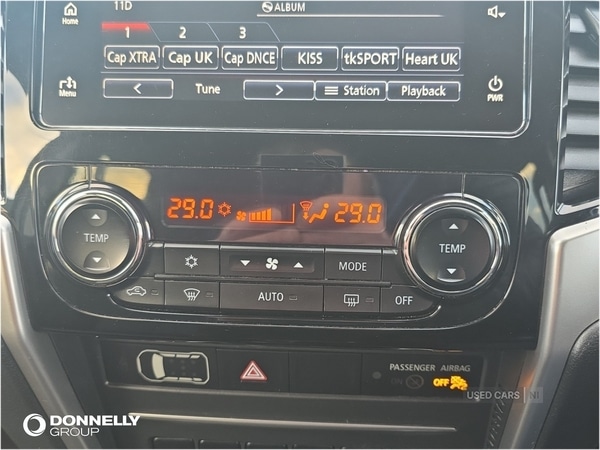 Home
11D
ALBUM
1 2 3
Cap XTRA Cap UK Cap DNCE KISS tkSPORT Heart UK
Menu
< Tune > Station Playback
PWR
29.0 29.0
TEMP TEMP
MODE
AUTO OFF
PASSENGER AIRBAG
ON OFF
USED CARS NI
DONNELLY
GROUP